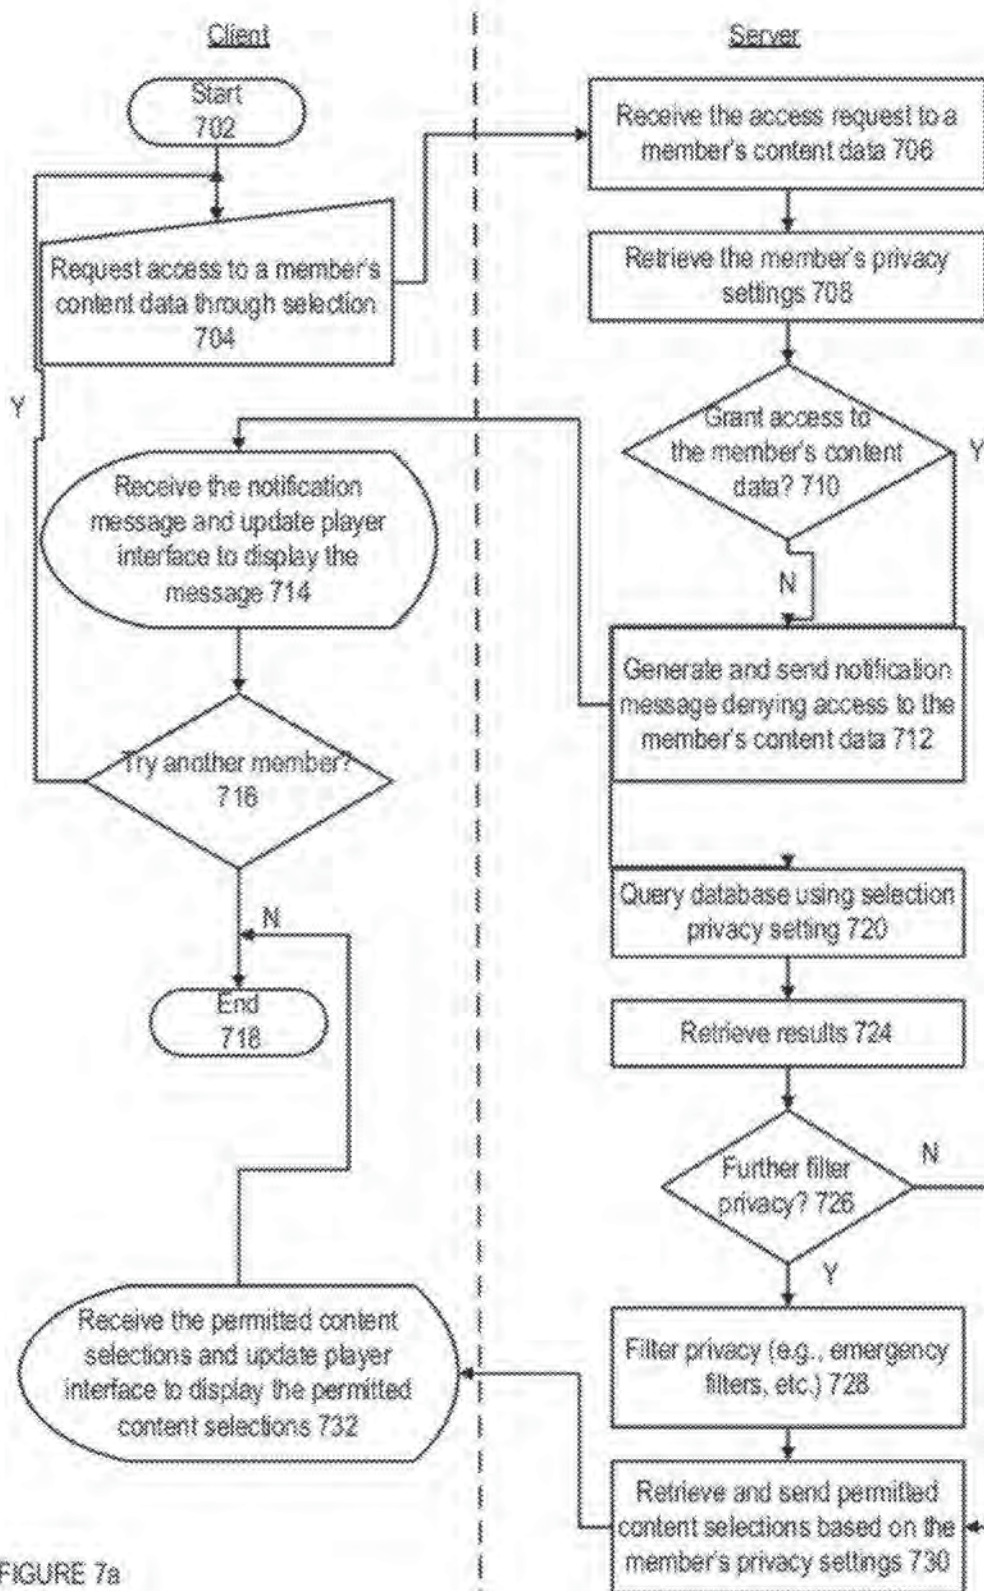 Client
Server
Start
702
Receive the access request to a
member's content data 706
Request access to a member's
content data through selection
704
Retrieve the member's privacy
settings 708
Y
Grant access to
the member's content
data? 710
Y
N
Receive the notification
message and update player
interface to display the
message 714
Generate and send notification
message denying access to the
member's content data 712
Try another member?
716
N
Query database using selection
privacy setting 720
End
718
Retrieve results 724
Further filter
privacy? 726
N
Y
Receive the permitted content
selections and update player
interface to display the permitted
content selections 732
Filter privacy (e.g., emergency
filters, etc.) 728
Retrieve and send permitted
content selections based on the
member's privacy settings 730
FIGURE 7a